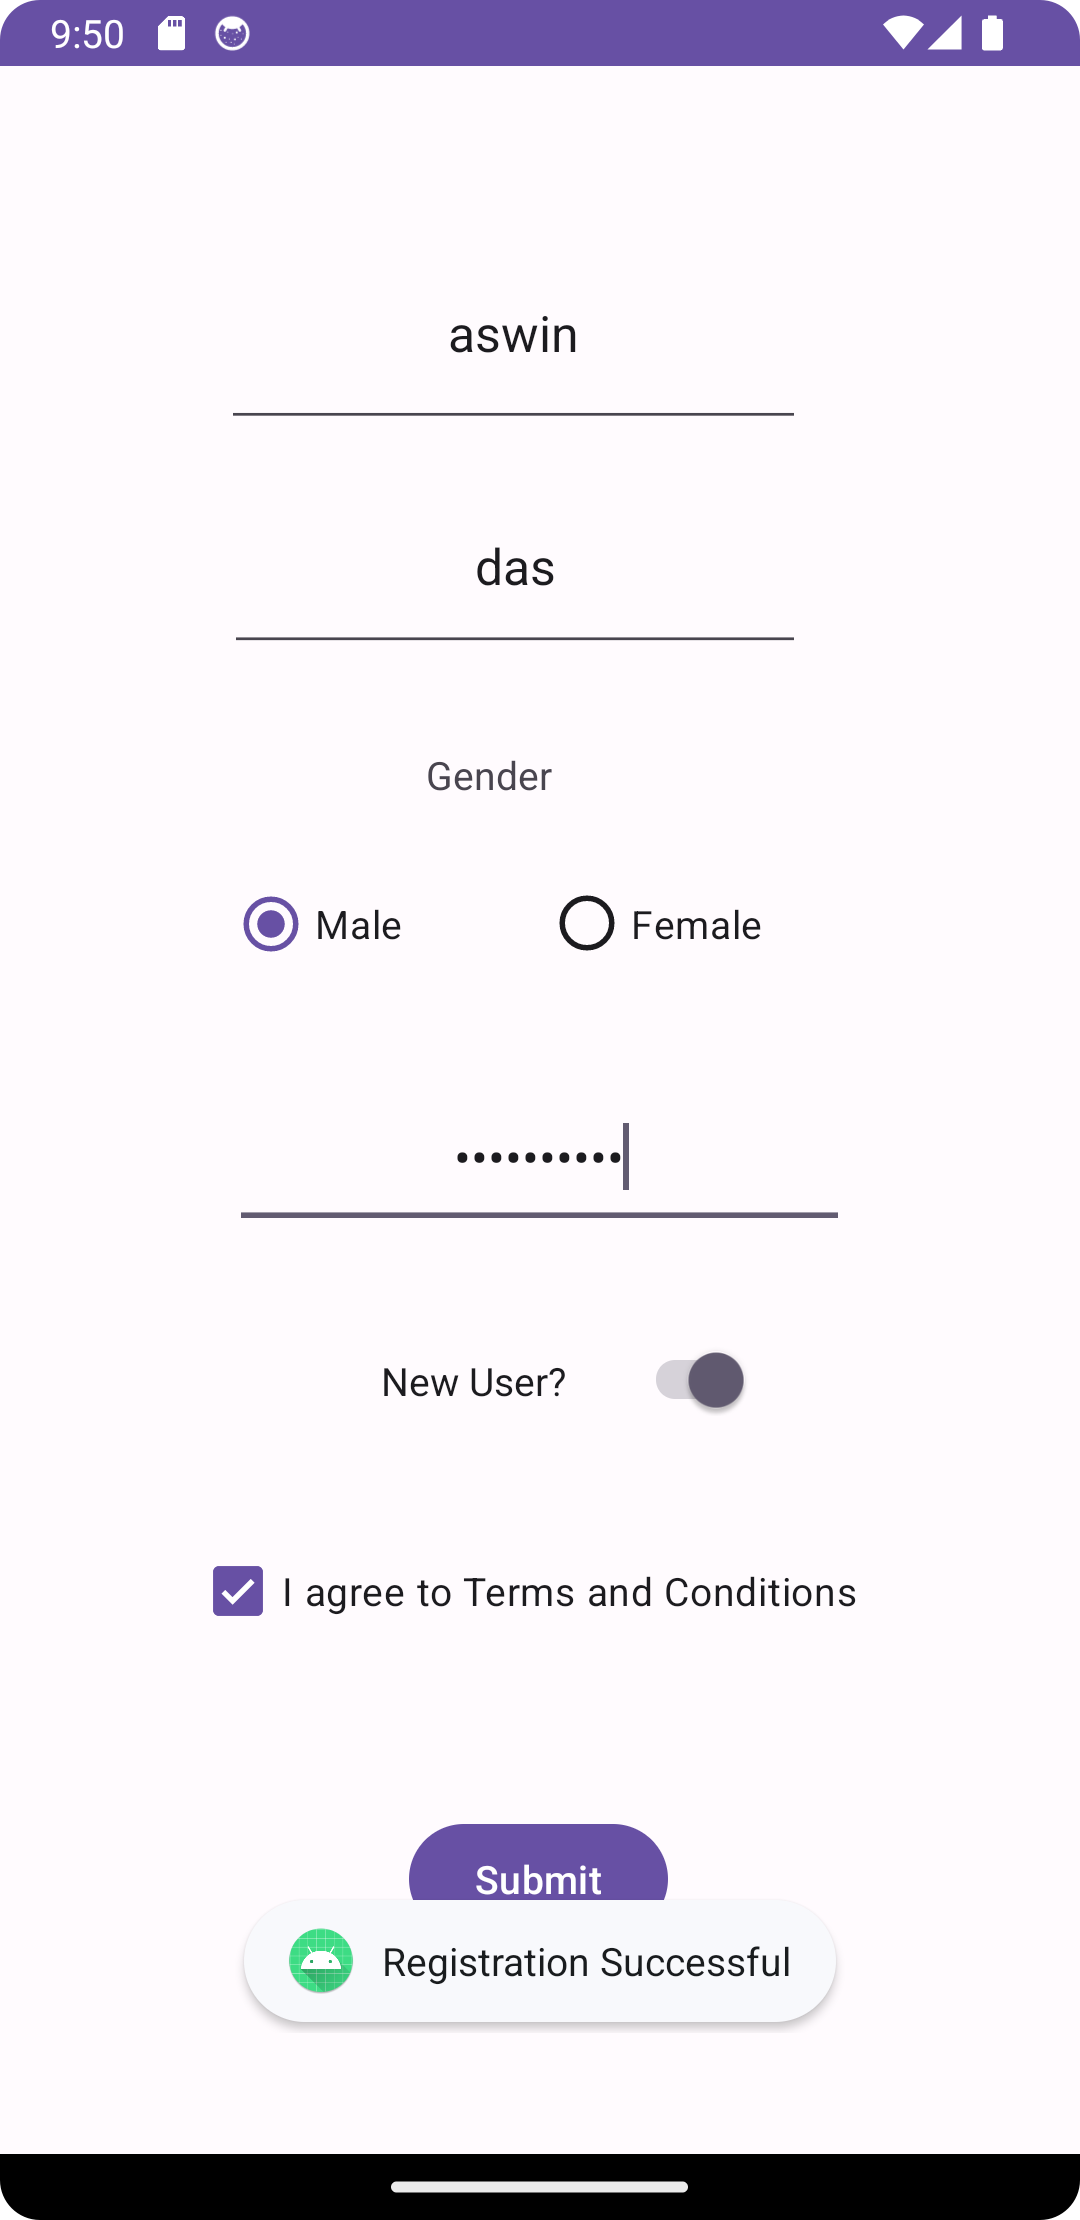 9:50
aswin
das
Gender
Male Female
••••••••••
New User?
I agree to Terms and Conditions
Submit
Registration Successful